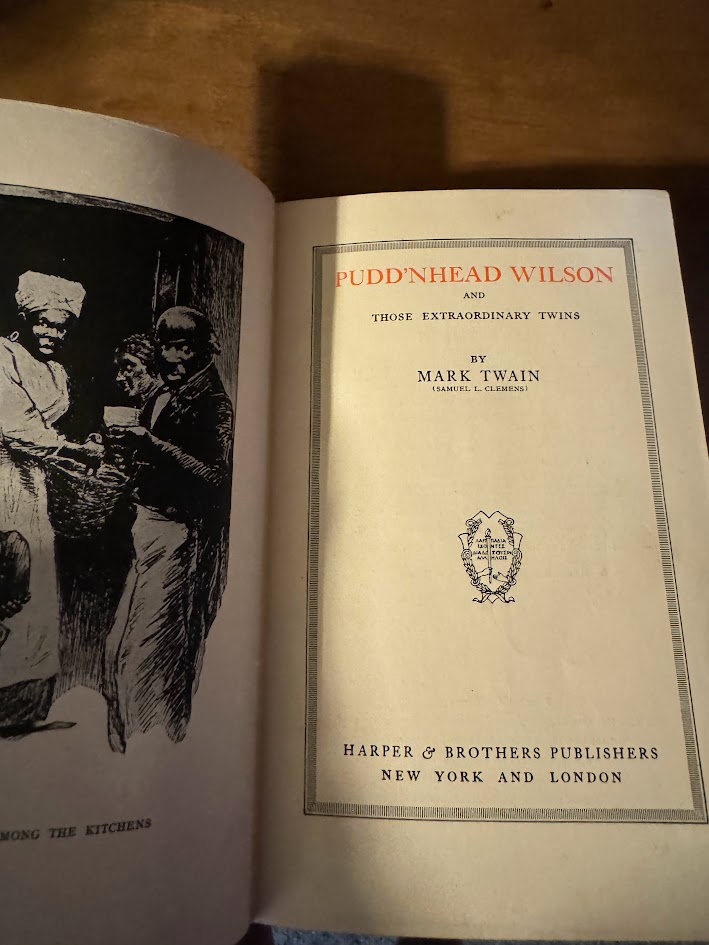 MONG THE KITCHENS
PUDD'NHEAD WILSON
AND
THOSE EXTRAORDINARY TWINS
BY
MARK TWAIN
(SAMUEL L. CLEMENS)
HARPER & BROTHERS PUBLISHERS
NEW YORK AND LONDON